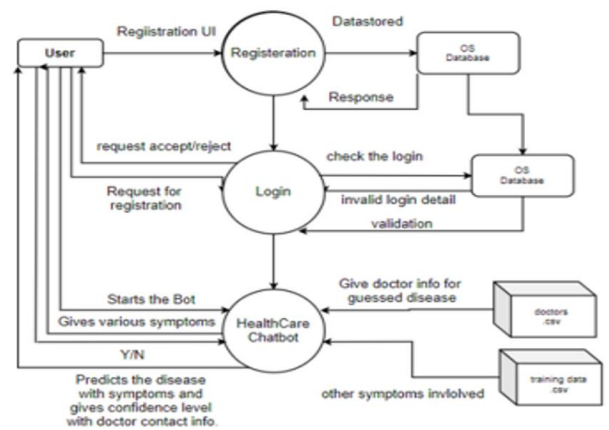 Regiistration UI
Datastored
User
Registeration
OS
Database
Response
request accept/reject
check the login
Login
OS
Database
Request for
registration
invalid login detail
validation
Give doctor info for
guessed disease
Starts the Bot
Gives various symptoms
HealthCare
Chatbot
doctors
.csv
Y/N
Predicts the disease
with symptoms and
gives confidence level
with doctor contact info.
other symptoms invlolved
training data
.csv